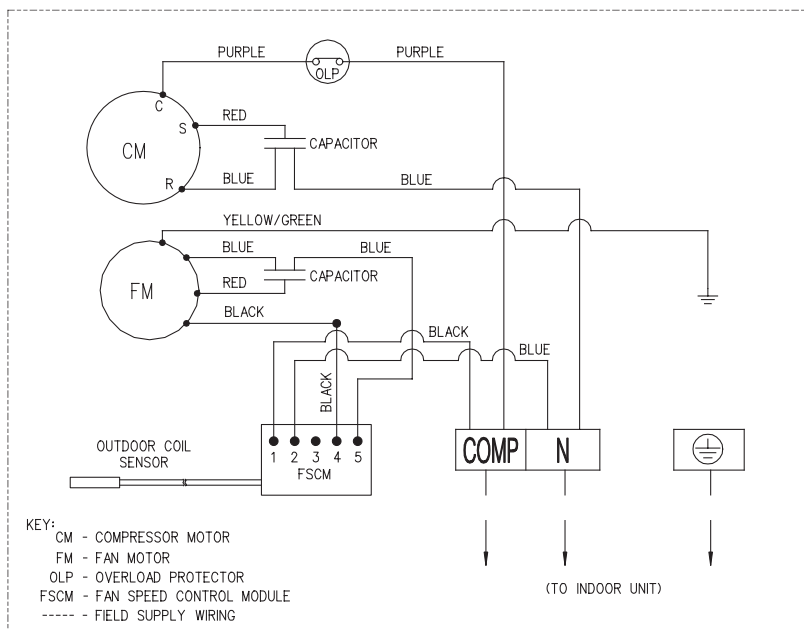 PURPLE
PURPLE
OLP
C
S
RED
CM
CAPACITOR
R
BLUE
BLUE
YELLOW/GREEN
BLUE
BLUE
CAPACITOR
FM
RED
BLACK
BLACK
BLUE
BLACK
1 2 3 4 5
FSCM
COMP
N
OUTDOOR COIL
SENSOR
KEY:
CM - COMPRESSOR MOTOR
FM - FAN MOTOR
OLP - OVERLOAD PROTECTOR
FSCM - FAN SPEED CONTROL MODULE
----- - FIELD SUPPLY WIRING
(TO INDOOR UNIT)